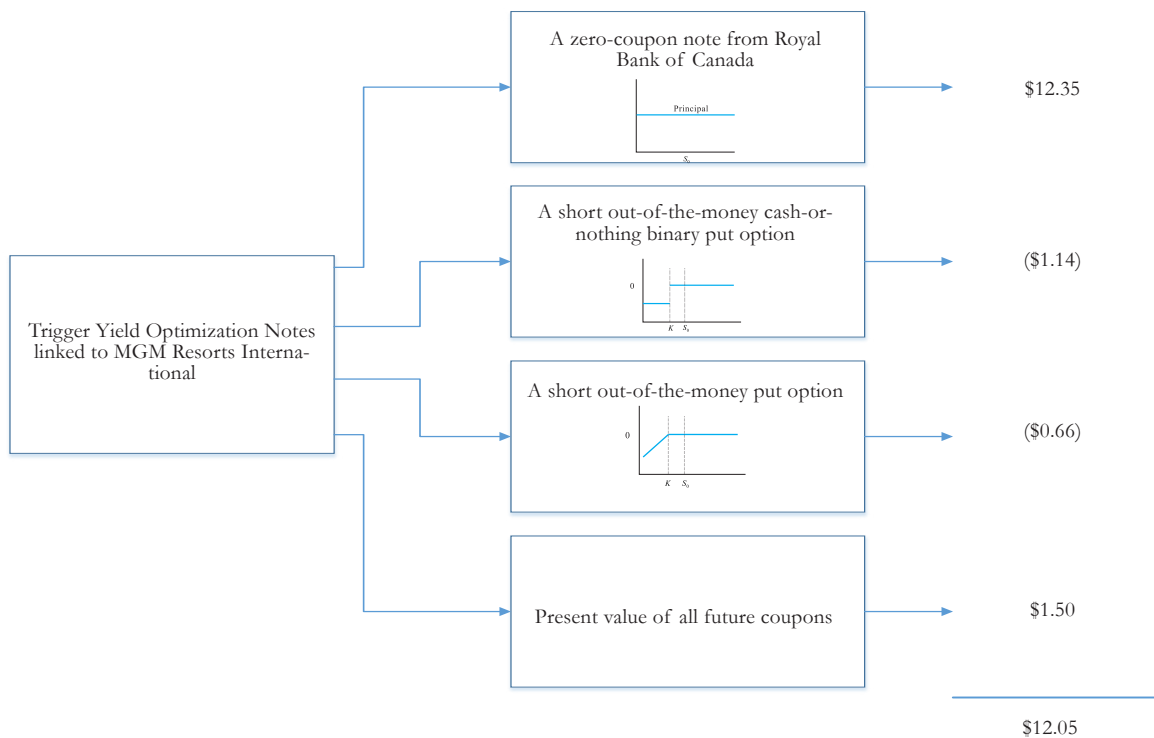 A zero-coupon note from Royal
Bank of Canada
Principal
S₀
$12.35
A short out-of-the-money cash-or-
nothing binary put option
0
K S₀
($1.14)
Trigger Yield Optimization Notes
linked to MGM Resorts Interna-
tional
A short out-of-the-money put option
0
K S₀
($0.66)
Present value of all future coupons
$1.50
$12.05